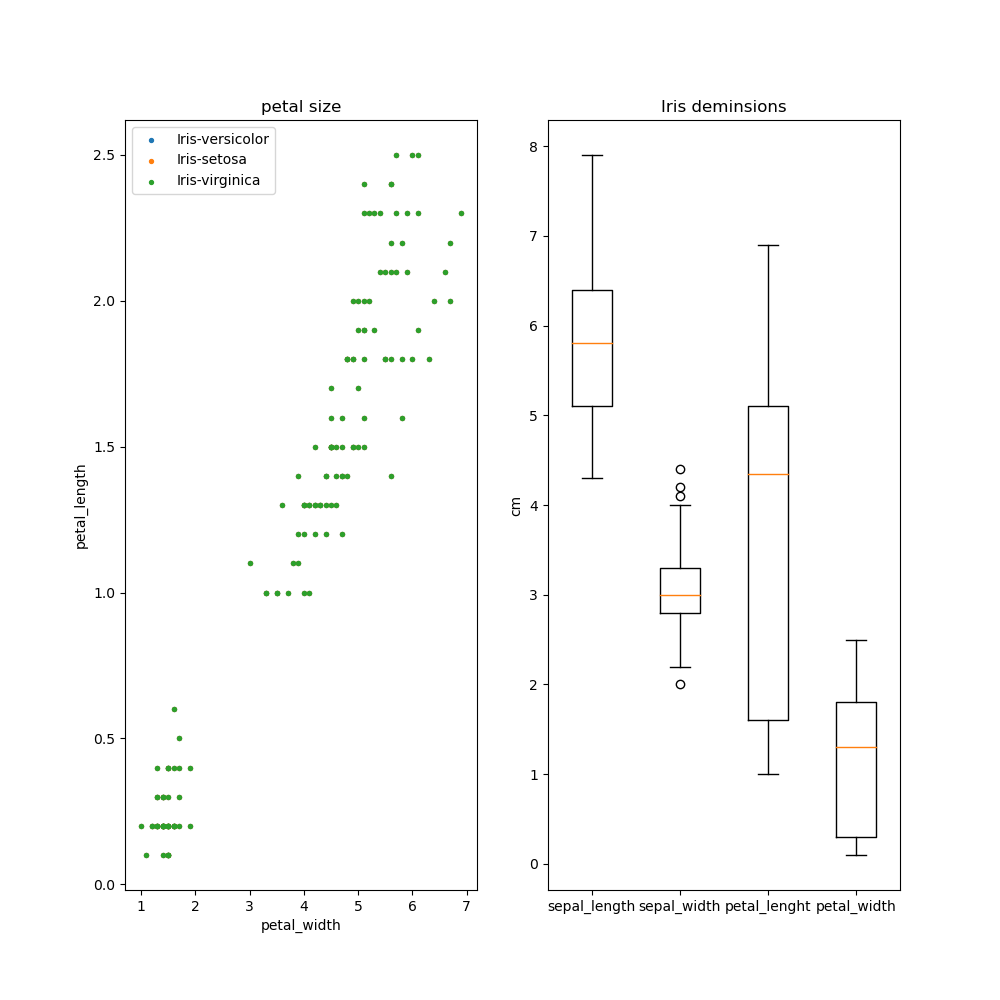 petal size
Iris-versicolor
Iris-setosa
Iris-virginica
2.5
2.0
1.5
1.0
0.5
0.0
petal_length
1 2 3 4 5 6 7
petal_width
Iris deminsions
8
7
6
5
4
3
2
1
0
cm
sepal_length sepal_width petal_lenght petal_width